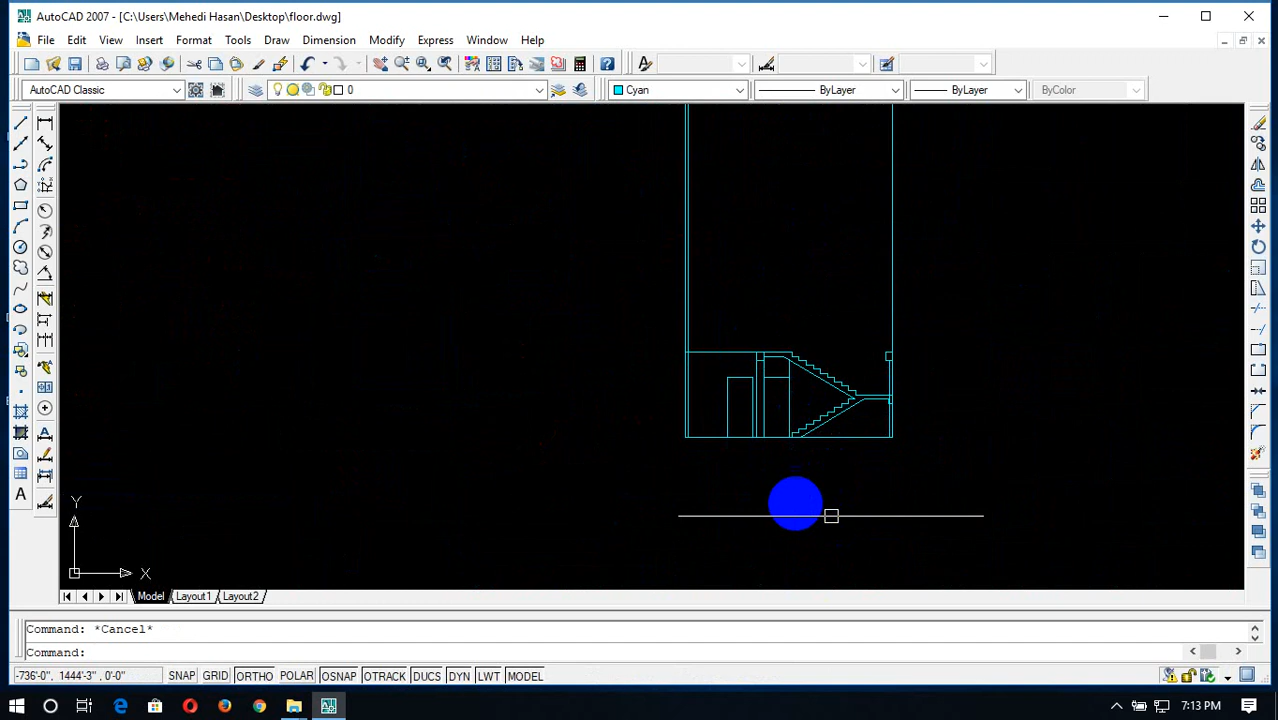 AutoCAD 2007 - [C:\Users\Mehedi Hasan\Desktop\floor.dwg]
File Edit View Insert Format Tools Draw Dimension Modify Express Window Help
AutoCAD Classic 0 Cyan ByLayer ByLayer ByColor
Y
X
Model Layout1 Layout2
Command: *Cancel*
Command:
-736'-0", 1444'-3", 0'-0" SNAP GRID ORTHO POLAR OSNAP OTRACK DUCS DYN LWT MODEL
7:13 PM